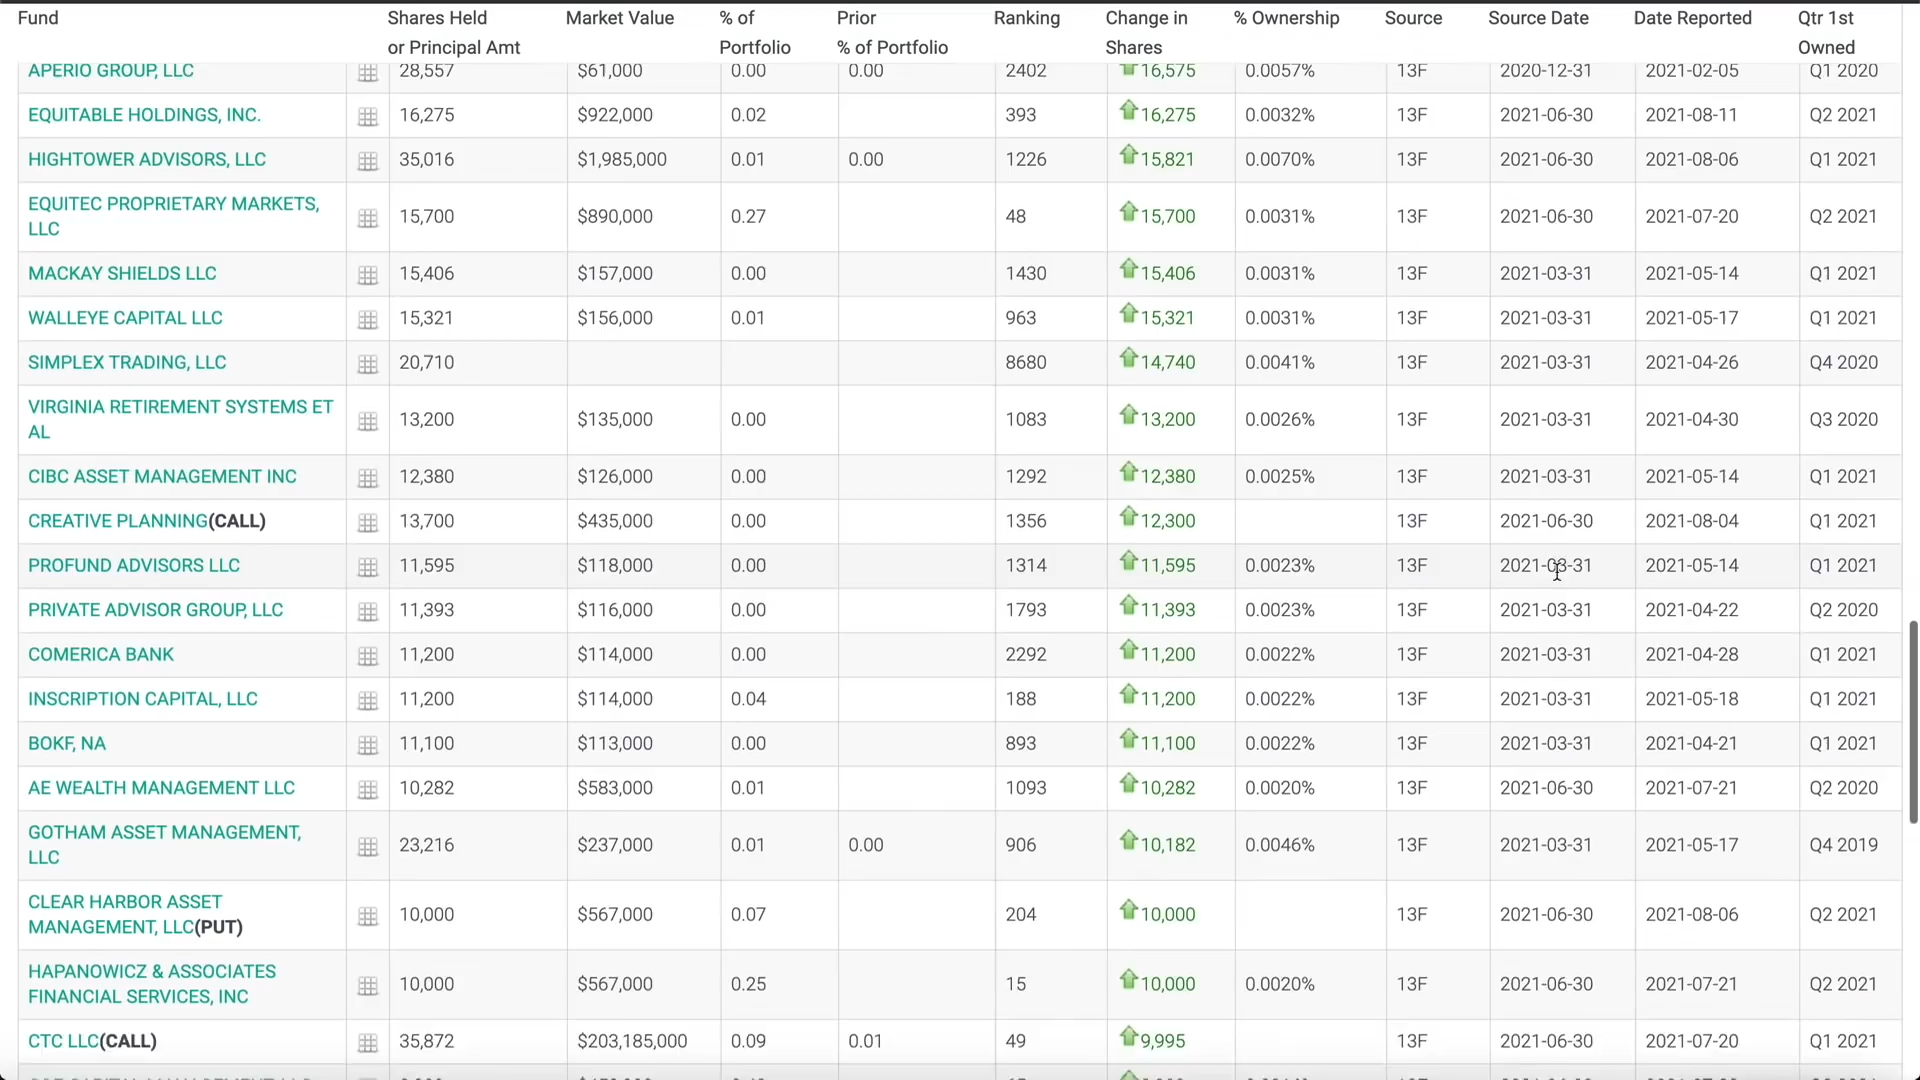 Fund Shares Held or Principal Amt Market Value % of Portfolio Prior % of Portfolio Ranking Change in Shares % Ownership Source Source Date Date Reported Qtr 1st Owned
APERIO GROUP, LLC 28,557 $61,000 0.00 0.00 2402 16,575 0.0057% 13F 2020-12-31 2021-02-05 Q1 2020
EQUITABLE HOLDINGS, INC. 16,275 $922,000 0.02 393 16,275 0.0032% 13F 2021-06-30 2021-08-11 Q2 2021
HIGHTOWER ADVISORS, LLC 35,016 $1,985,000 0.01 0.00 1226 15,821 0.0070% 13F 2021-06-30 2021-08-06 Q1 2021
EQUITEC PROPRIETARY MARKETS, LLC 15,700 $890,000 0.27 48 15,700 0.0031% 13F 2021-06-30 2021-07-20 Q2 2021
MACKAY SHIELDS LLC 15,406 $157,000 0.00 1430 15,406 0.0031% 13F 2021-03-31 2021-05-14 Q1 2021
WALLEYE CAPITAL LLC 15,321 $156,000 0.01 963 15,321 0.0031% 13F 2021-03-31 2021-05-17 Q1 2021
SIMPLEX TRADING, LLC 20,710 8680 14,740 0.0041% 13F 2021-03-31 2021-04-26 Q4 2020
VIRGINIA RETIREMENT SYSTEMS ET AL 13,200 $135,000 0.00 1083 13,200 0.0026% 13F 2021-03-31 2021-04-30 Q3 2020
CIBC ASSET MANAGEMENT INC 12,380 $126,000 0.00 1292 12,380 0.0025% 13F 2021-03-31 2021-05-14 Q1 2021
CREATIVE PLANNING(CALL) 13,700 $435,000 0.00 1356 12,300 13F 2021-06-30 2021-08-04 Q1 2021
PROFUND ADVISORS LLC 11,595 $118,000 0.00 1314 11,595 0.0023% 13F 2021-03-31 2021-05-14 Q1 2021
PRIVATE ADVISOR GROUP, LLC 11,393 $116,000 0.00 1793 11,393 0.0023% 13F 2021-03-31 2021-04-22 Q2 2020
COMERICA BANK 11,200 $114,000 0.00 2292 11,200 0.0022% 13F 2021-03-31 2021-04-28 Q1 2021
INSCRIPTION CAPITAL, LLC 11,200 $114,000 0.04 188 11,200 0.0022% 13F 2021-03-31 2021-05-18 Q1 2021
BOKF, NA 11,100 $113,000 0.00 893 11,100 0.0022% 13F 2021-03-31 2021-04-21 Q1 2021
AE WEALTH MANAGEMENT LLC 10,282 $583,000 0.01 1093 10,282 0.0020% 13F 2021-06-30 2021-07-21 Q2 2020
GOTHAM ASSET MANAGEMENT, LLC 23,216 $237,000 0.01 0.00 906 10,182 0.0046% 13F 2021-03-31 2021-05-17 Q4 2019
CLEAR HARBOR ASSET MANAGEMENT, LLC(PUT) 10,000 $567,000 0.07 204 10,000 13F 2021-06-30 2021-08-06 Q2 2021
HAPANOWICZ & ASSOCIATES FINANCIAL SERVICES, INC 10,000 $567,000 0.25 15 10,000 0.0020% 13F 2021-06-30 2021-07-21 Q2 2021
CTC LLC(CALL) 35,872 $203,185,000 0.09 0.01 49 9,995 13F 2021-06-30 2021-07-20 Q1 2021